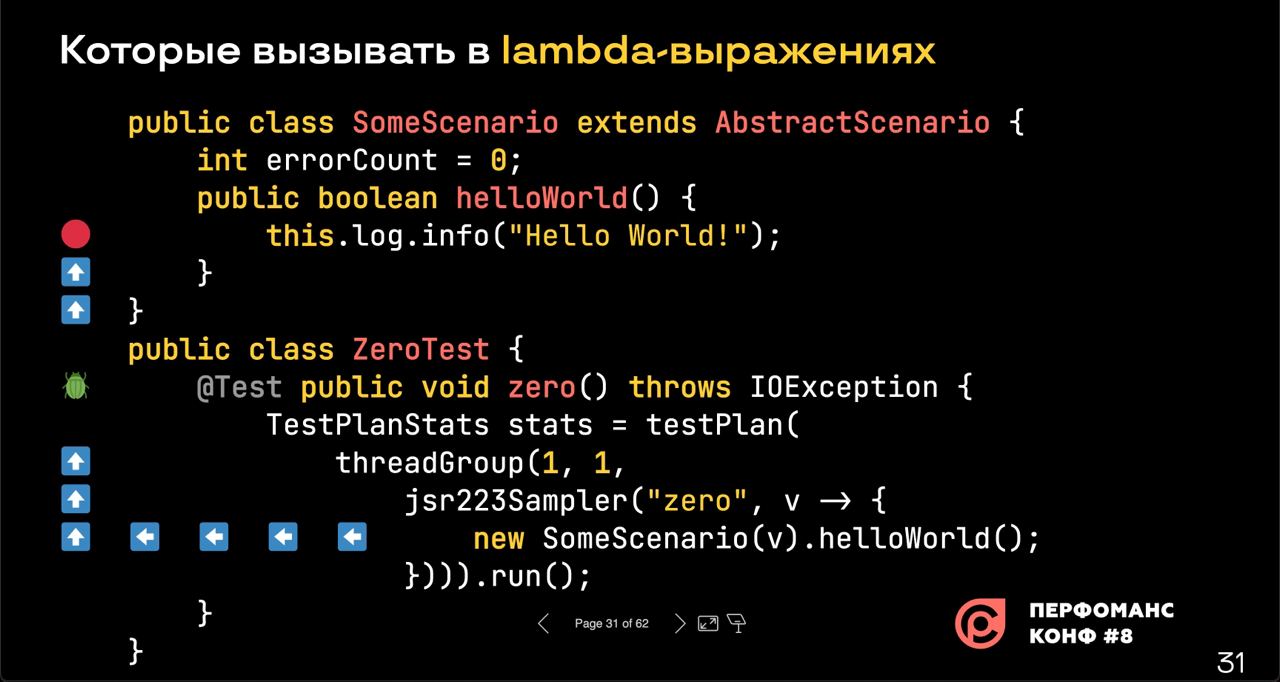 Которые вызывать в lambda-выражениях
public class SomeScenario extends AbstractScenario {
int errorCount = 0;
public boolean helloWorld() {
this.log.info("Hello World!");
}
}
public class ZeroTest {
@Test public void zero() throws IOException {
TestPlanStats stats = testPlan(
threadGroup(1, 1,
jsr223Sampler("zero", v -> {
new SomeScenario(v).helloWorld();
}))).run();
}
}
Page 31 of 62
ПЕРФОМАНС
КОНФ #8
31